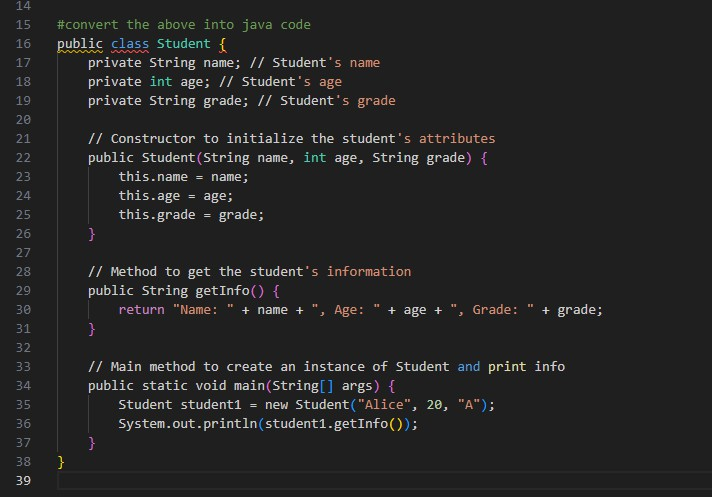 14
15 #convert the above into java code
16 public class Student {
17     private String name; // Student's name
18     private int age; // Student's age
19     private String grade; // Student's grade
20
21     // Constructor to initialize the student's attributes
22     public Student(String name, int age, String grade) {
23         this.name = name;
24         this.age = age;
25         this.grade = grade;
26     }
27
28     // Method to get the student's information
29     public String getInfo() {
30         return "Name: " + name + ", Age: " + age + ", Grade: " + grade;
31     }
32
33     // Main method to create an instance of Student and print info
34     public static void main(String[] args) {
35         Student student1 = new Student("Alice", 20, "A");
36         System.out.println(student1.getInfo());
37     }
38 }
39